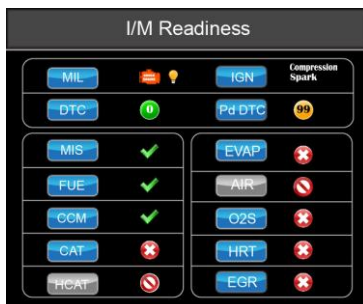 I/M Readiness
MIL
IGN
Compression
Spark
DTC
0
Pd DTC
99
MIS
EVAP
FUE
AIR
CCM
O2S
CAT
HRT
HCAT
EGR